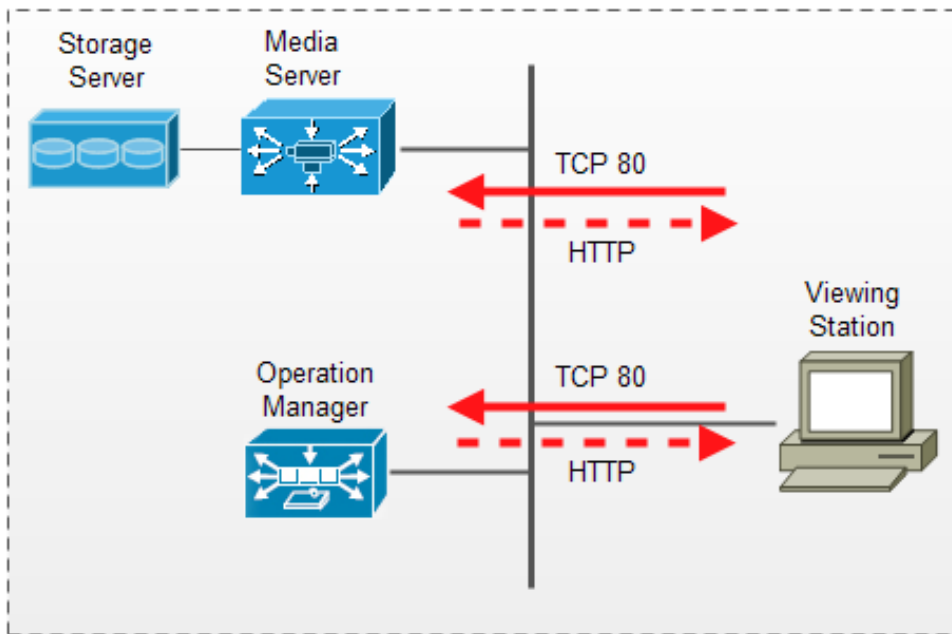 Storage
Server
Media
Server
TCP 80
HTTP
Viewing
Station
Operation
Manager
TCP 80
HTTP